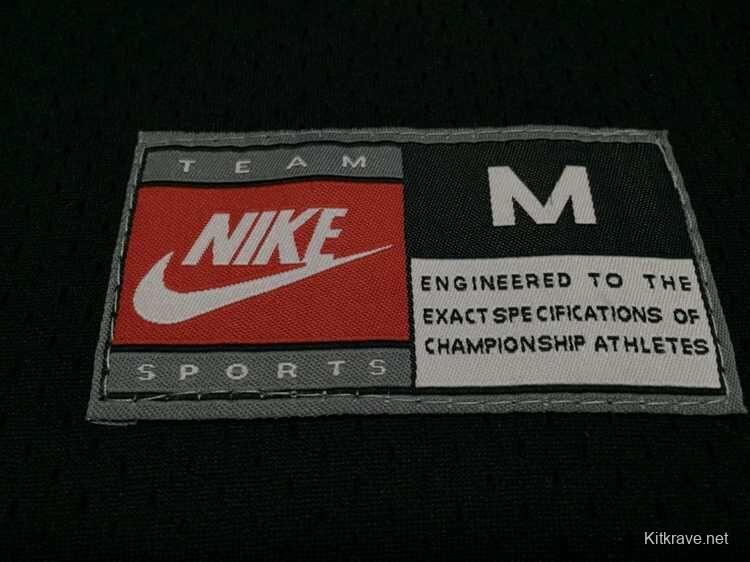 TEAM
NIKE
SPORTS
M
ENGINEERED TO THE
EXACT SPECIFICATIONS OF
CHAMPIONSHIP ATHLETES
Kitkrave.net